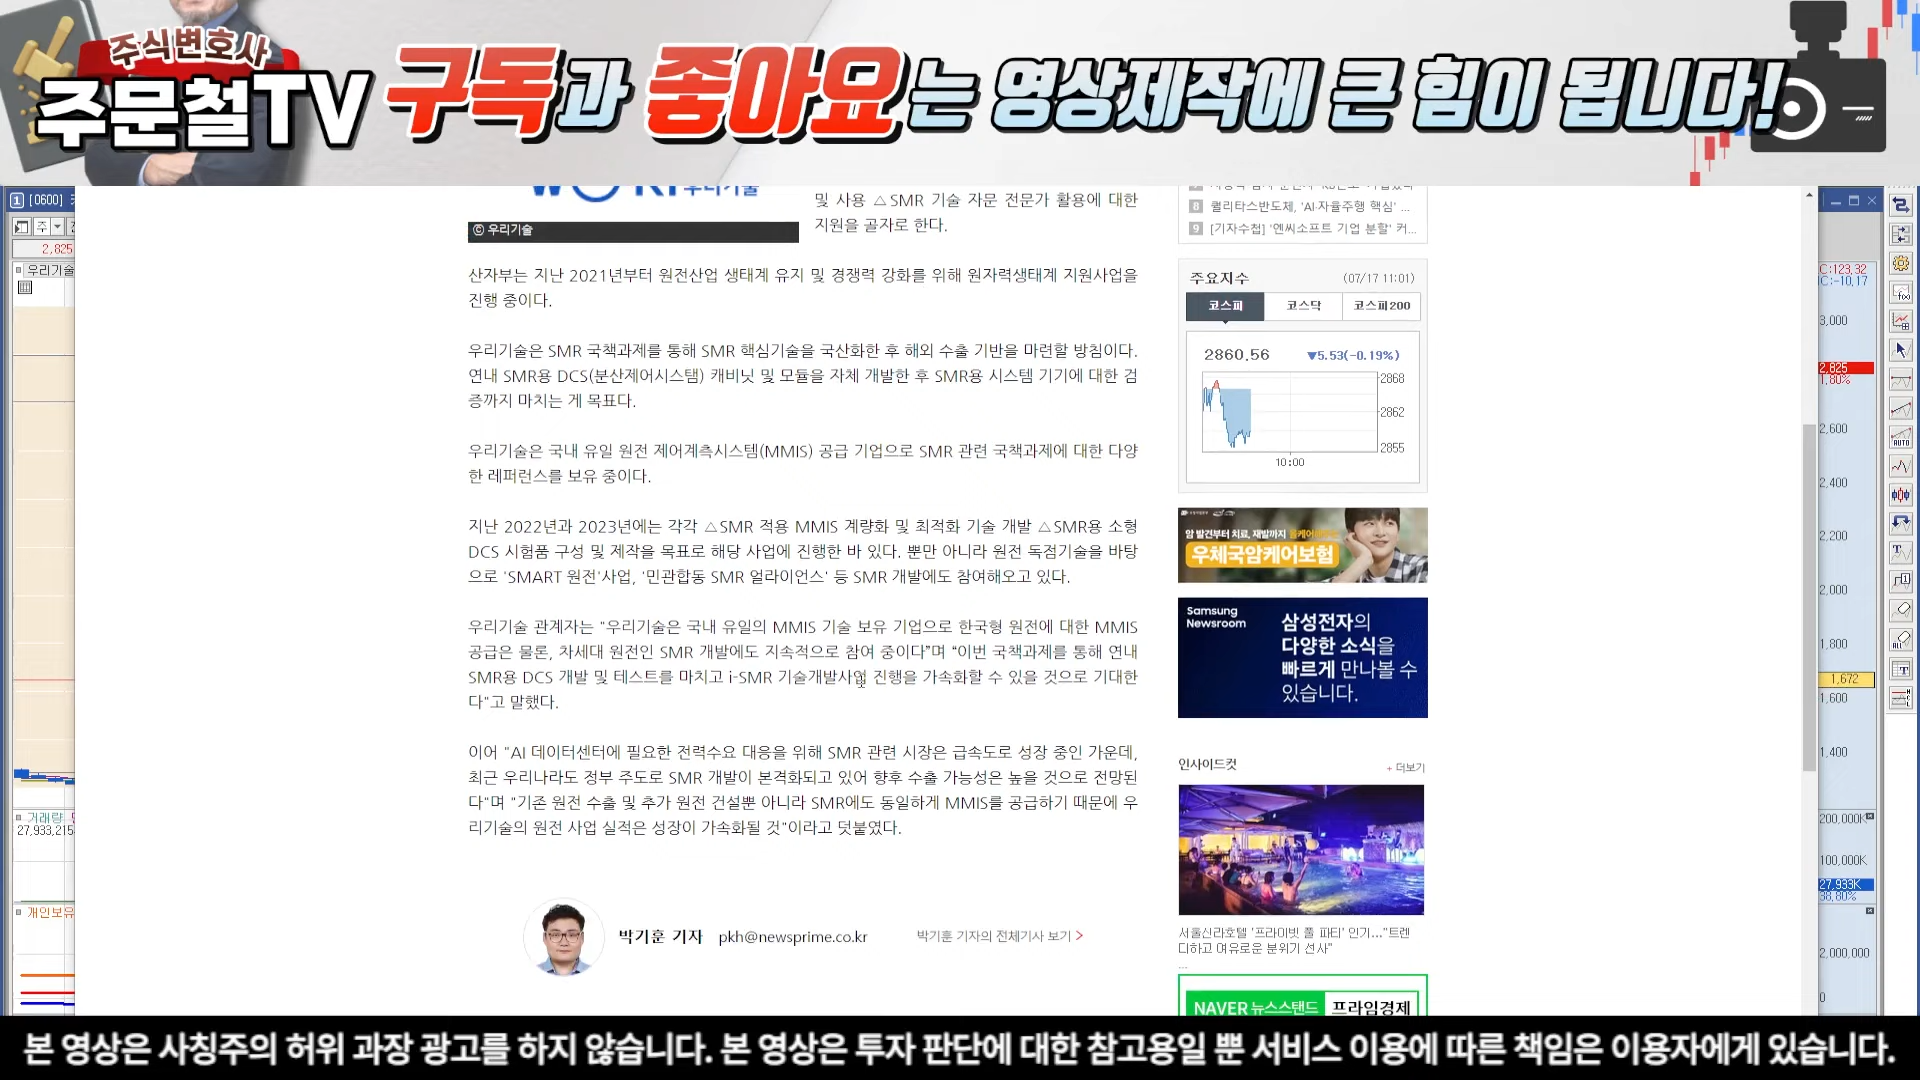 주식변호사
주문철TV 구독과 좋아요는 영상제작에 큰 힘이 됩니다!
1 [0600]
주
2,825
우리기술
27,933,215
거래량
개인보유
우리기술
ⓒ 우리기술
및 사용 △SMR 기술 자문 전문가 활용에 대한
지원을 골자로 한다.
산자부는 지난 2021년부터 원전산업 생태계 유지 및 경쟁력 강화를 위해 원자력생태계 지원사업을
진행 중이다.
우리기술은 SMR 국책과제를 통해 SMR 핵심기술을 국산화한 후 해외 수출 기반을 마련할 방침이다.
연내 SMR용 DCS(분산제어시스탬) 캐비닛 및 모듈을 자체 개발한 후 SMR용 시스템 기기에 대한 검
증까지 마치는 게 목표다.
우리기술은 국내 유일 원전 제어계측시스템(MMIS) 공급 기업으로 SMR 관련 국책과제에 대한 다양
한 레퍼런스를 보유 중이다.
지난 2022년과 2023년에는 각각 △SMR 적용 MMIS 계량화 및 최적화 기술 개발 △SMR용 소형
DCS 시험품 구성 및 제작을 목표로 해당 사업에 진행한 바 있다. 뿐만 아니라 원전 독점기술을 바탕
으로 'SMART 원전'사업, '민관합동 SMR 얼라이언스' 등 SMR 개발에도 참여해오고 있다.
우리기술 관계자는 "우리기술은 국내 유일의 MMIS 기술 보유 기업으로 한국형 원전에 대한 MMIS
공급은 물론, 차세대 원전인 SMR 개발에도 지속적으로 참여 중이다”며 “이번 국책과제를 통해 연내
SMR용 DCS 개발 및 테스트를 마치고 i-SMR 기술개발사업 진행을 가속화할 수 있을 것으로 기대한
다"고 말했다.
이어 "AI 데이터센터에 필요한 전력수요 대응을 위해 SMR 관련 시장은 급속도로 성장 중인 가운데,
최근 우리나라도 정부 주도로 SMR 개발이 본격화되고 있어 향후 수출 가능성은 높을 것으로 전망된
다"며 "기존 원전 수출 및 추가 원전 건설뿐 아니라 SMR에도 동일하게 MMIS를 공급하기 때문에 우
리기술의 원전 사업 실적은 성장이 가속화될 것"이라고 덧붙였다.
박기훈 기자 pkh@newsprime.co.kr 박기훈 기자의 전체기사 보기 >
8 퀄리타스반도체, 'AI·자율주행 핵심' ...
9 [기자수첩] '엔씨소프트 기업 분할' 커...
주요지수 (07/17 11:01)
코스피 코스닥 코스피200
2860.56 ▼5.53(-0.19%)
2868
2862
2855
10:00
암 발견부터 치료, 재발까지
우체국암케어보험
Samsung
Newsroom
삼성전자의
다양한 소식을
빠르게 만나볼 수
있습니다.
인사이드컷 + 더보기
서울신라호텔 '프라이빗 풀 파티' 인기…"트렌
디하고 여유로운 분위기 선사"
...
NAVER 뉴스스탠드 프라임경제
C:123,32
C:-10,17
3,000
2,825
1,80%
2,600
2,400
2,200
2,000
1,800
1,672
1,600
1,400
200,000K
100,000K
27,933K
38,80%
2,000,000
0
본 영상은 사칭주의 허위 과장 광고를 하지 않습니다. 본 영상은 투자 판단에 대한 참고용일 뿐 서비스 이용에 따른 책임은 이용자에게 있습니다.